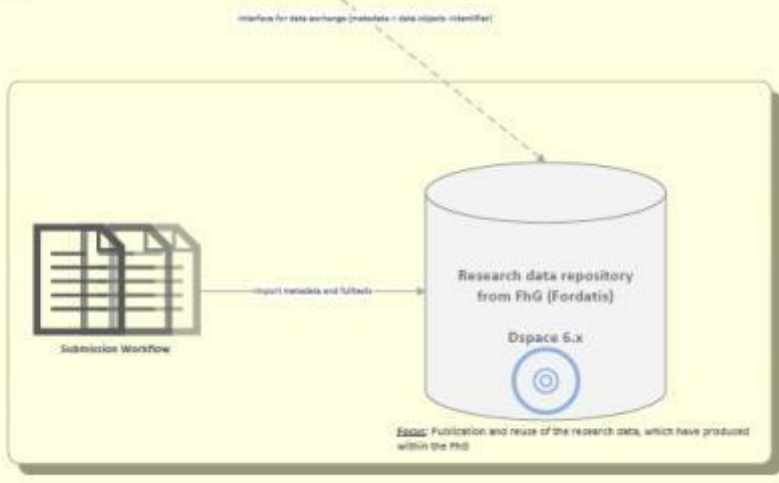 Interface for data exchange (metadata + data objects +identifier)
Import metadata and fulltexts
Research data repository
from FhG (Fordatis)
Dspace 6.x
Submission Workflow
Focus: Publication and reuse of the research data, which have produced
within the FhG